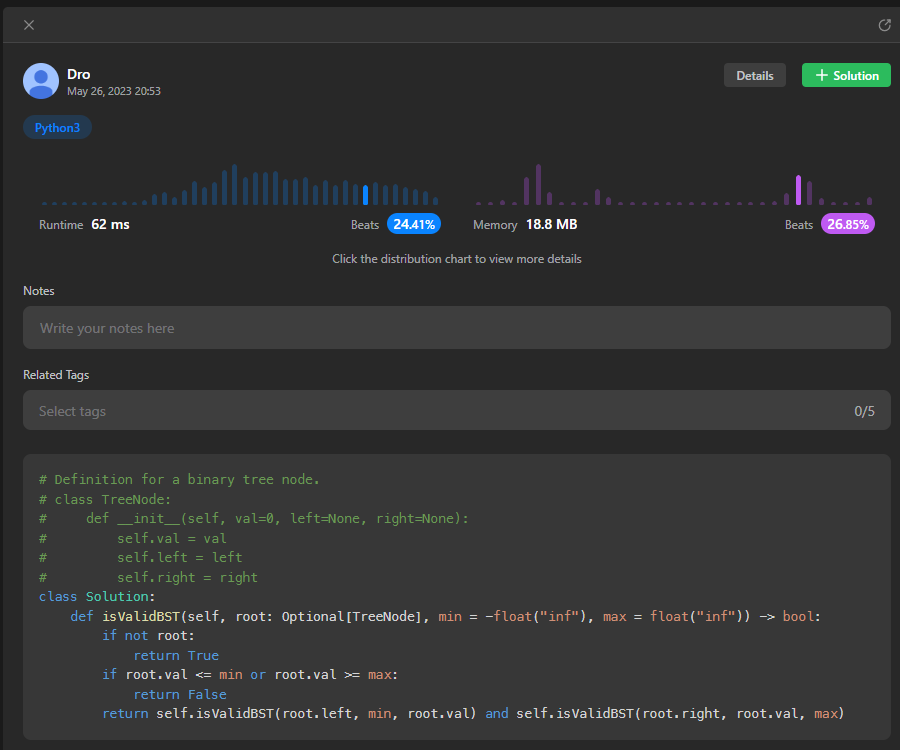 Dro
May 26, 2023 20:53
Details
Solution
Python3
Runtime 62 ms
Beats 24.41%
Memory 18.8 MB
Beats 26.85%
Click the distribution chart to view more details
Notes
Write your notes here
Related Tags
Select tags
0/5
# Definition for a binary tree node.
# class TreeNode:
#     def __init__(self, val=0, left=None, right=None):
#         self.val = val
#         self.left = left
#         self.right = right
class Solution:
    def isValidBST(self, root: Optional[TreeNode], min = -float("inf"), max = float("inf")) -> bool:
        if not root:
            return True
        if root.val <= min or root.val >= max:
            return False
        return self.isValidBST(root.left, min, root.val) and self.isValidBST(root.right, root.val, max)